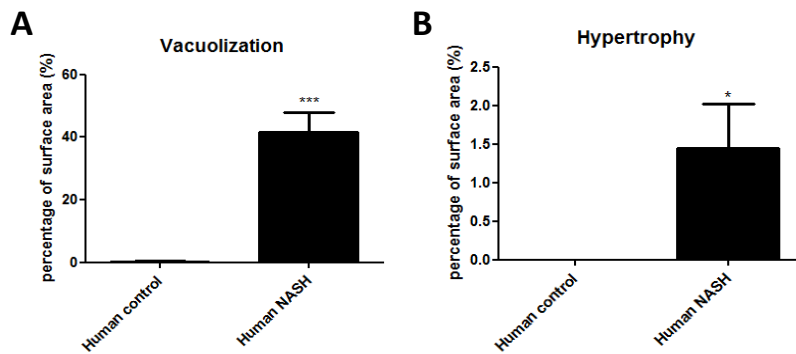 A
Vacuolization
percentage of surface area (%)
60
40
20
0
***
Human control
Human NASH
B
Hypertrophy
percentage of surface area (%)
2.5
2.0
1.5
1.0
0.5
0.0
*
Human control
Human NASH